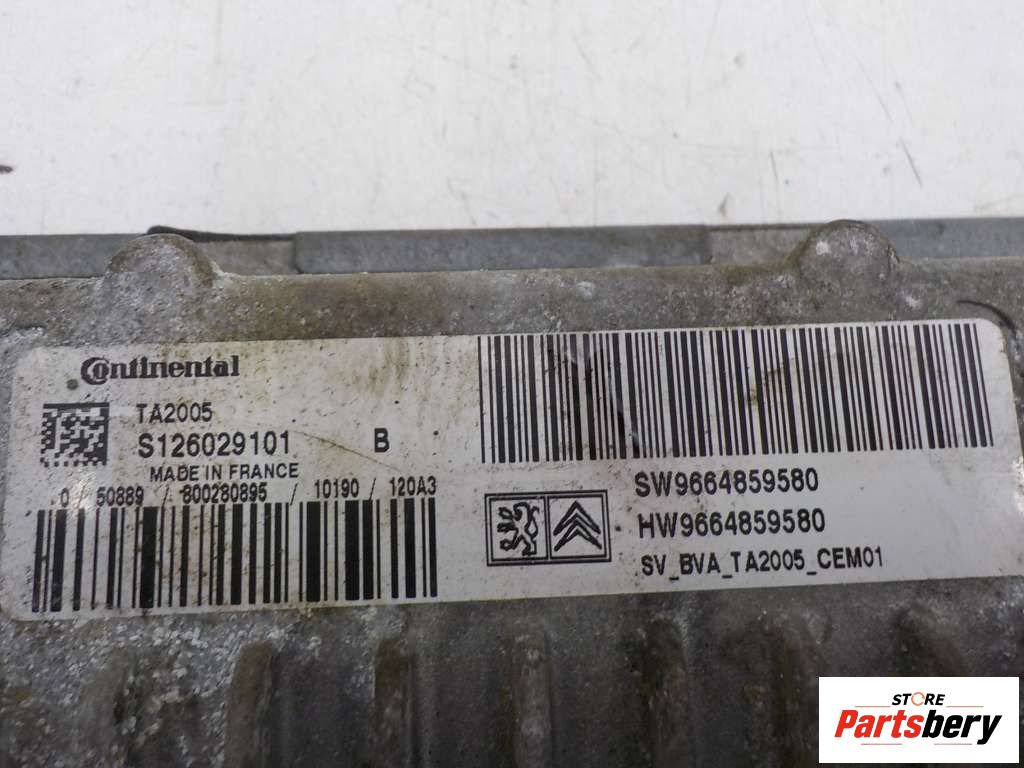 Continental
TA2005
S126029101 B
MADE IN FRANCE
0 / 50889 / 800280895 / 10190 / 120A3
SW9664859580
HW9664859580
SV_BVA_TA2005_CEM01
STORE
Partsbery